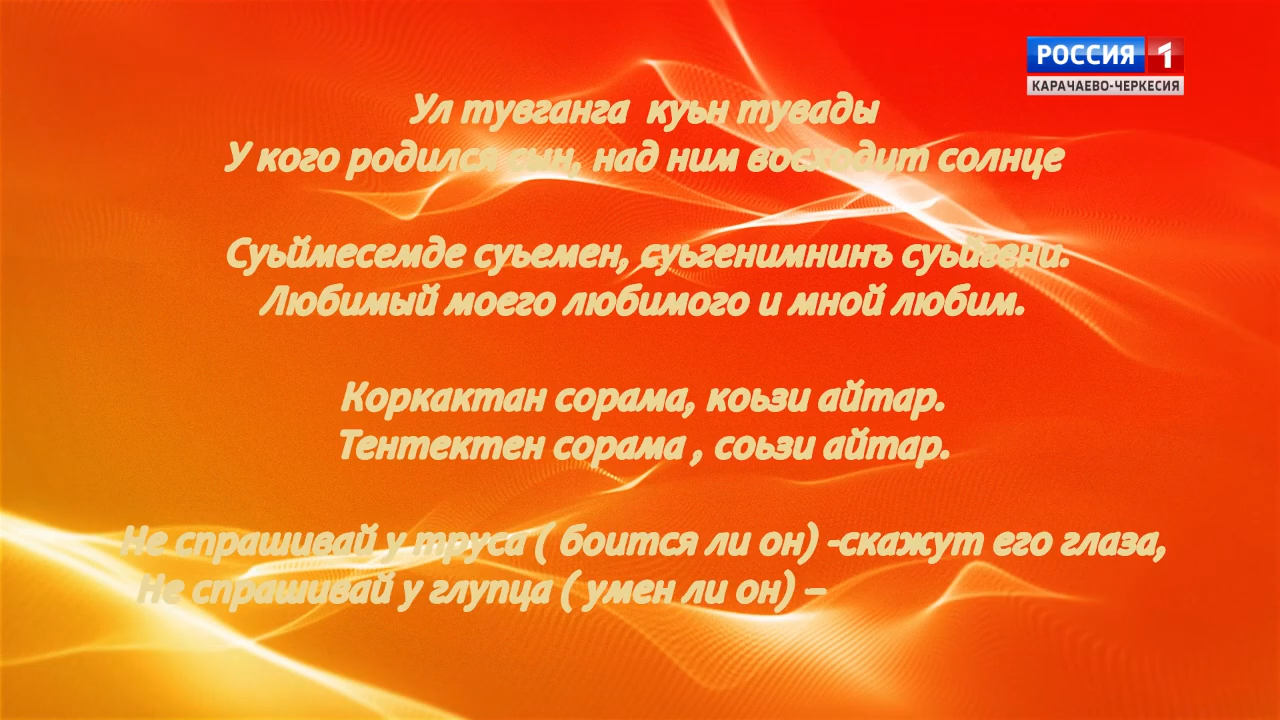 РОССИЯ 1
КАРАЧАЕВО-ЧЕРКЕСИЯ
Ул тувганга куьн тувады
У кого родился сын, над ним восходит солнце
Суьймесемде суьемен, суьгенимнинъ суьйгени.
Любимый моего любимого и мной любим.
Коркактан сорама, коьзи айтар.
Тентектен сорама , соьзи айтар.
Не спрашивай у труса ( боится ли он) -скажут его глаза,
Не спрашивай у глупца ( умен ли он) –